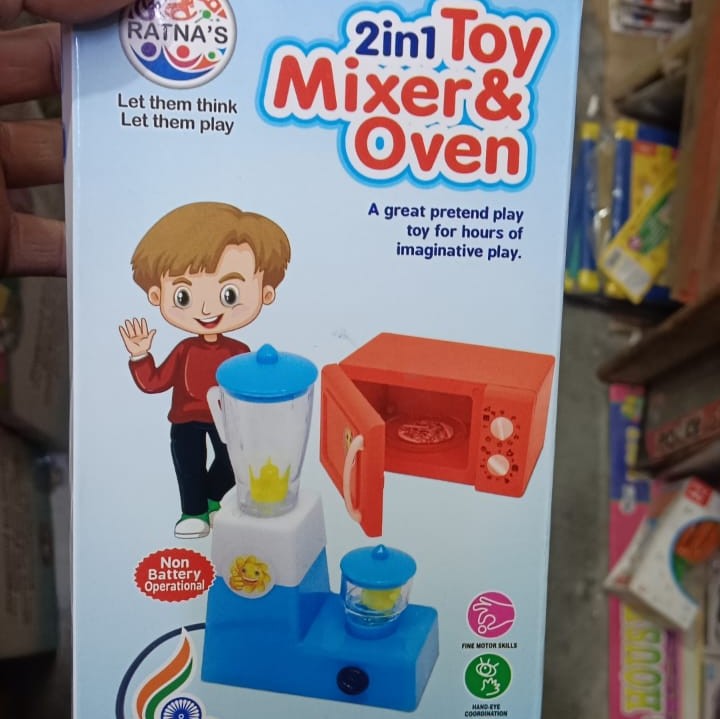 RATNA'S
Let them think
Let them play
2in1 Toy
Mixer&
Oven
A great pretend play
toy for hours of
imaginative play.
Non
Battery
Operational
FINE MOTOR SKILLS
HAND-EYE
COORDINATION
HOUSE